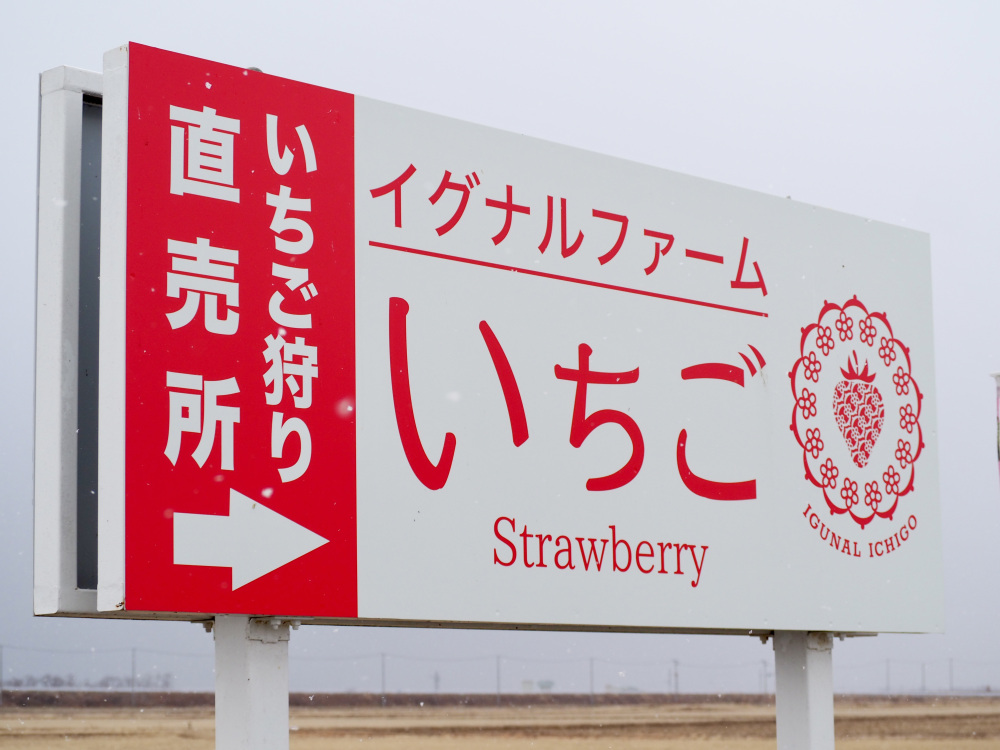 いちご狩り
直売所
イグナルファーム
いちご
Strawberry
IGUNAL ICHIGO